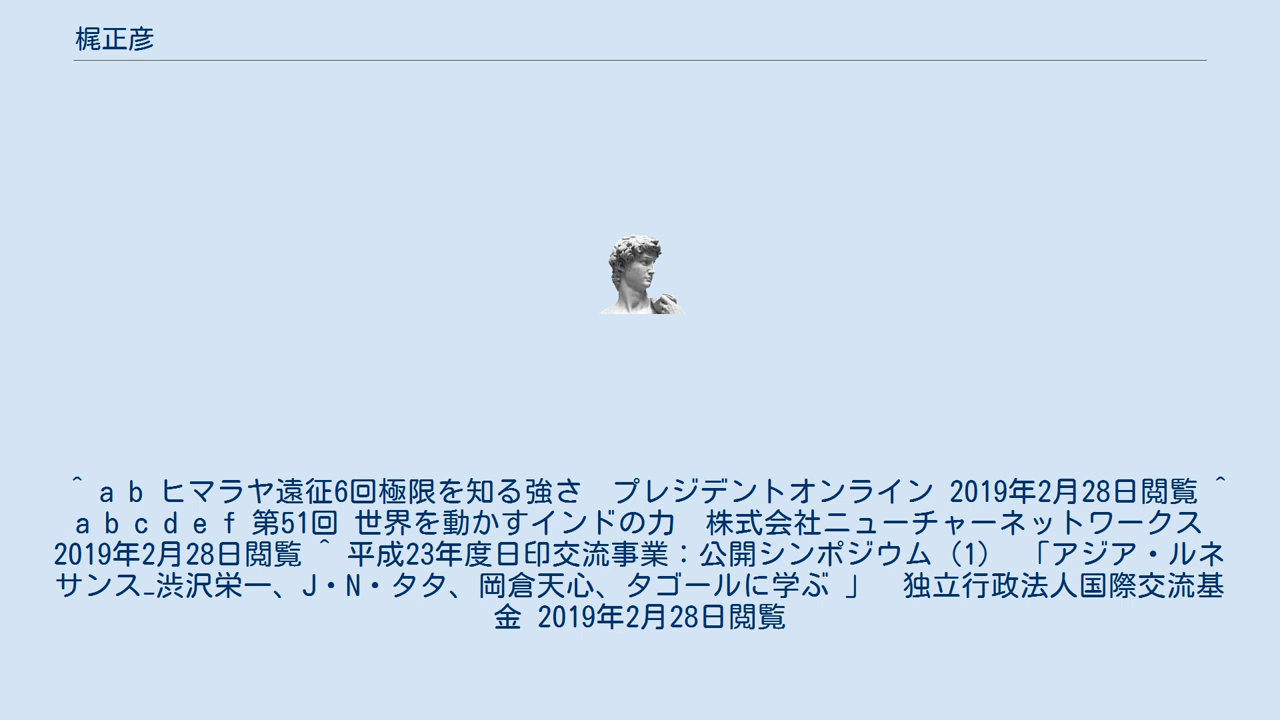 梶正彦
^ a b ヒマラヤ遠征6回極限を知る強さ　プレジデントオンライン 2019年2月28日閲覧 ^
a b c d e f 第51回 世界を動かすインドの力　株式会社ニューチャーネットワークス
2019年2月28日閲覧 ^ 平成23年度日印交流事業：公開シンポジウム（1）　「アジア・ルネ
サンス₋渋沢栄一、J・N・タタ、岡倉天心、タゴールに学ぶ 」　独立行政法人国際交流基
金 2019年2月28日閲覧